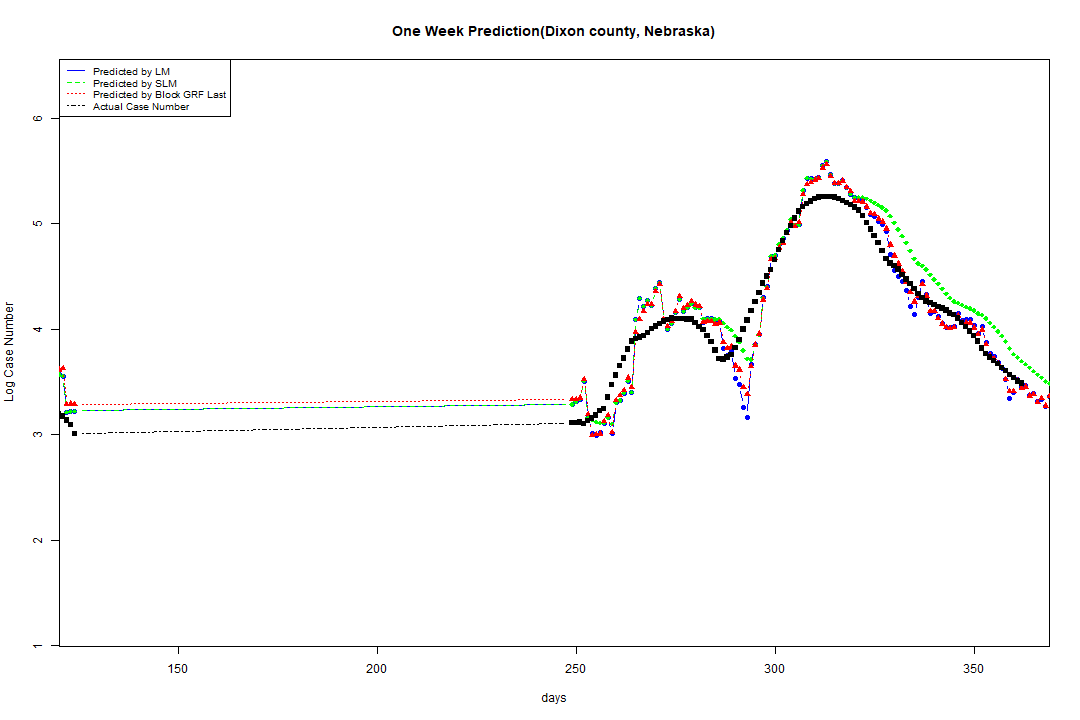 One Week Prediction(Dixon county, Nebraska)
Predicted by LM
Predicted by SLM
Predicted by Block GRF Last
Actual Case Number
Log Case Number
6
5
4
3
2
1
150 200 250 300 350
days